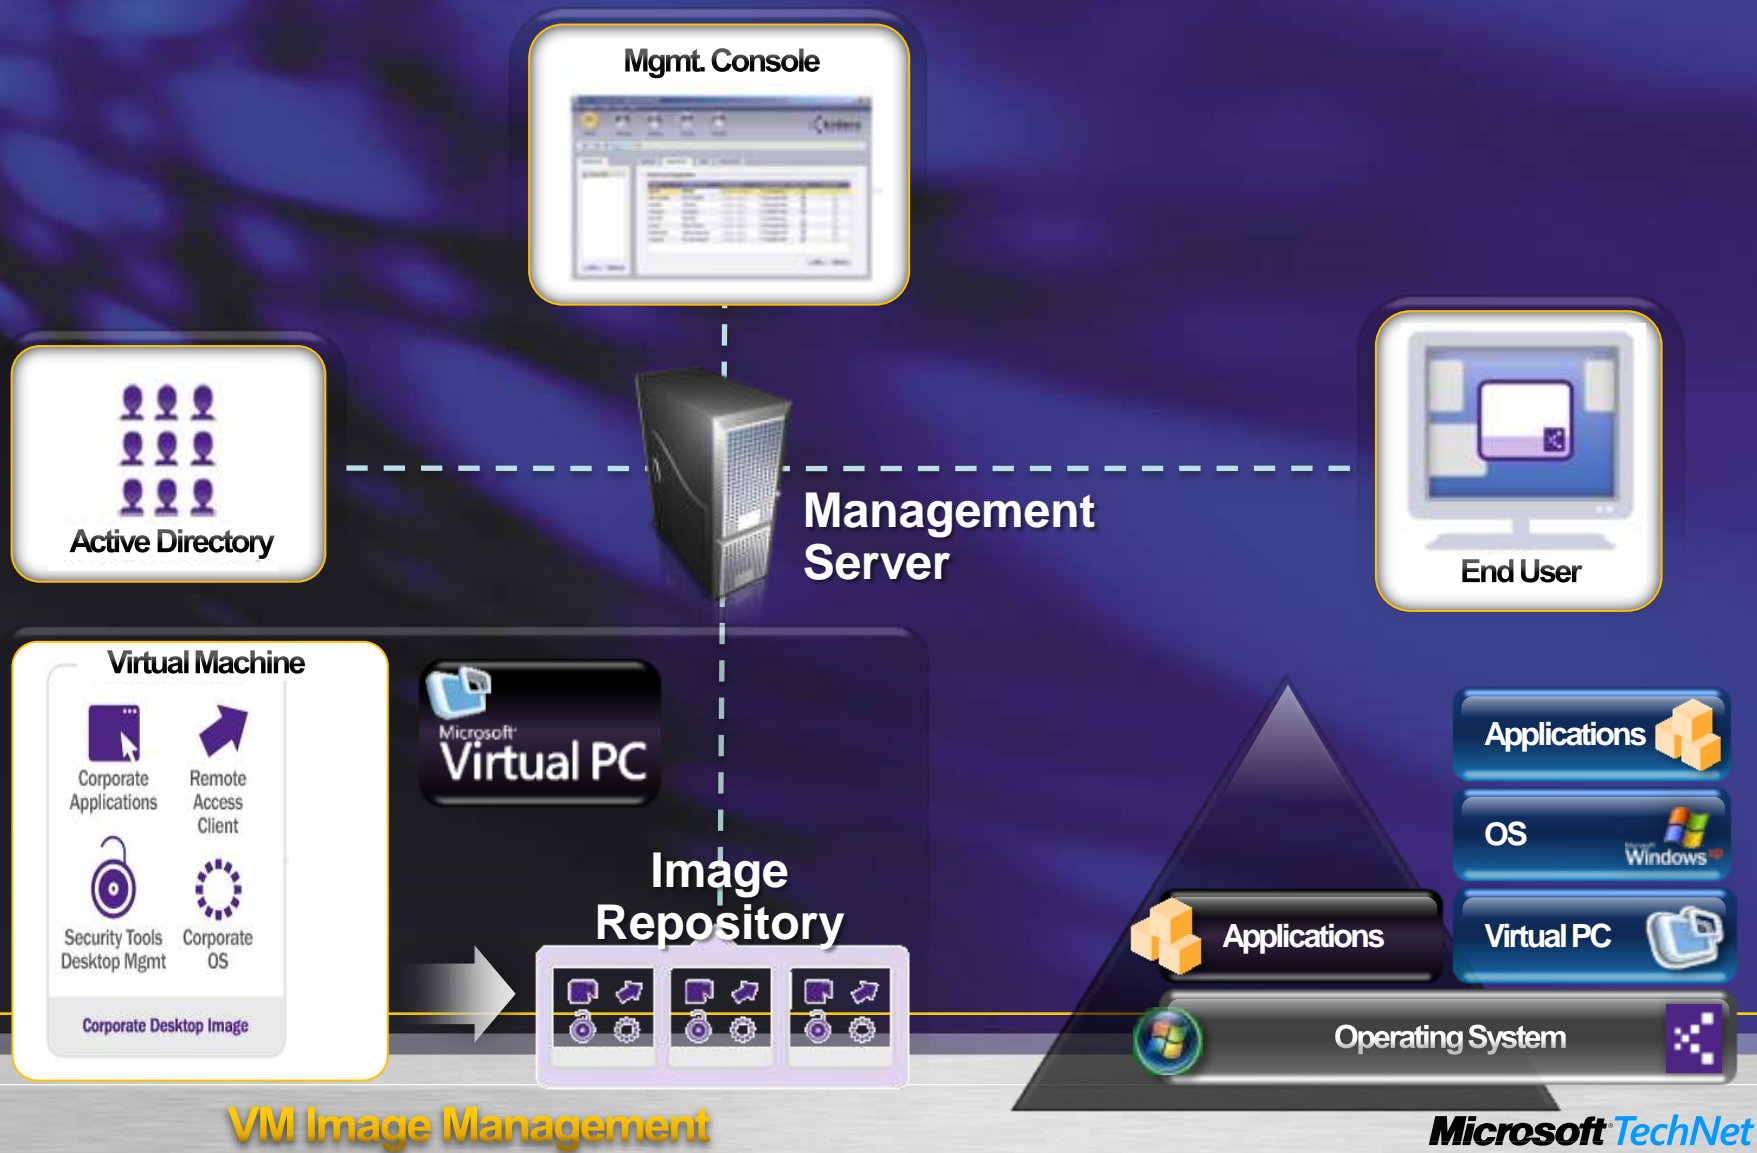 Mgmt. Console
Active Directory
Management
Server
End User
Virtual Machine
Corporate
Applications
Remote
Access
Client
Security Tools
Desktop Mgmt
Corporate
OS
Corporate Desktop Image
Microsoft
Virtual PC
Image
Repository
Applications
OS
Windows xp
Applications
Virtual PC
Operating System
VM Image Management
Microsoft TechNet